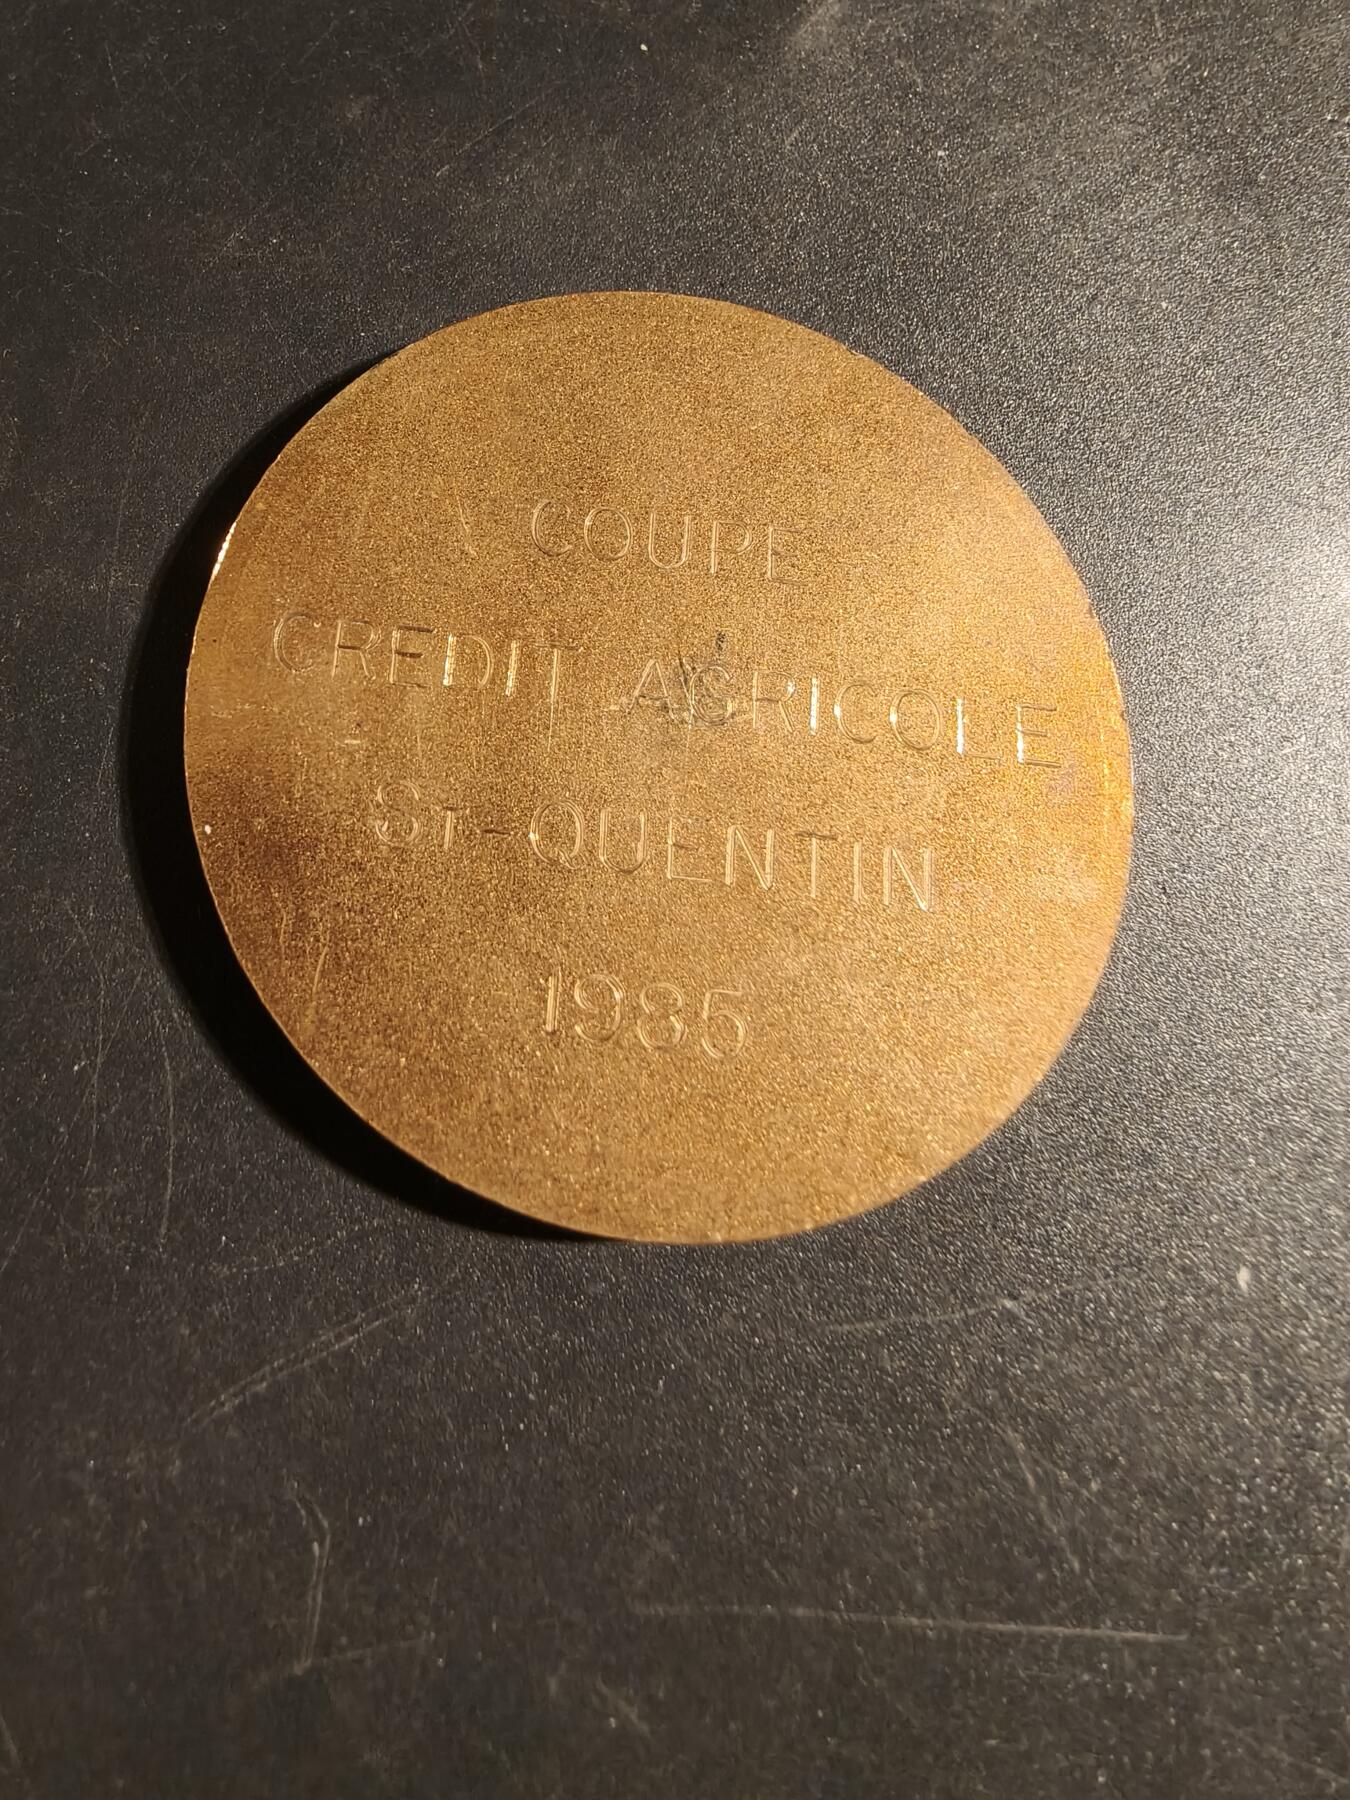 COUPE
CREDIT AGRICOLE
ST-QUENTIN
1985